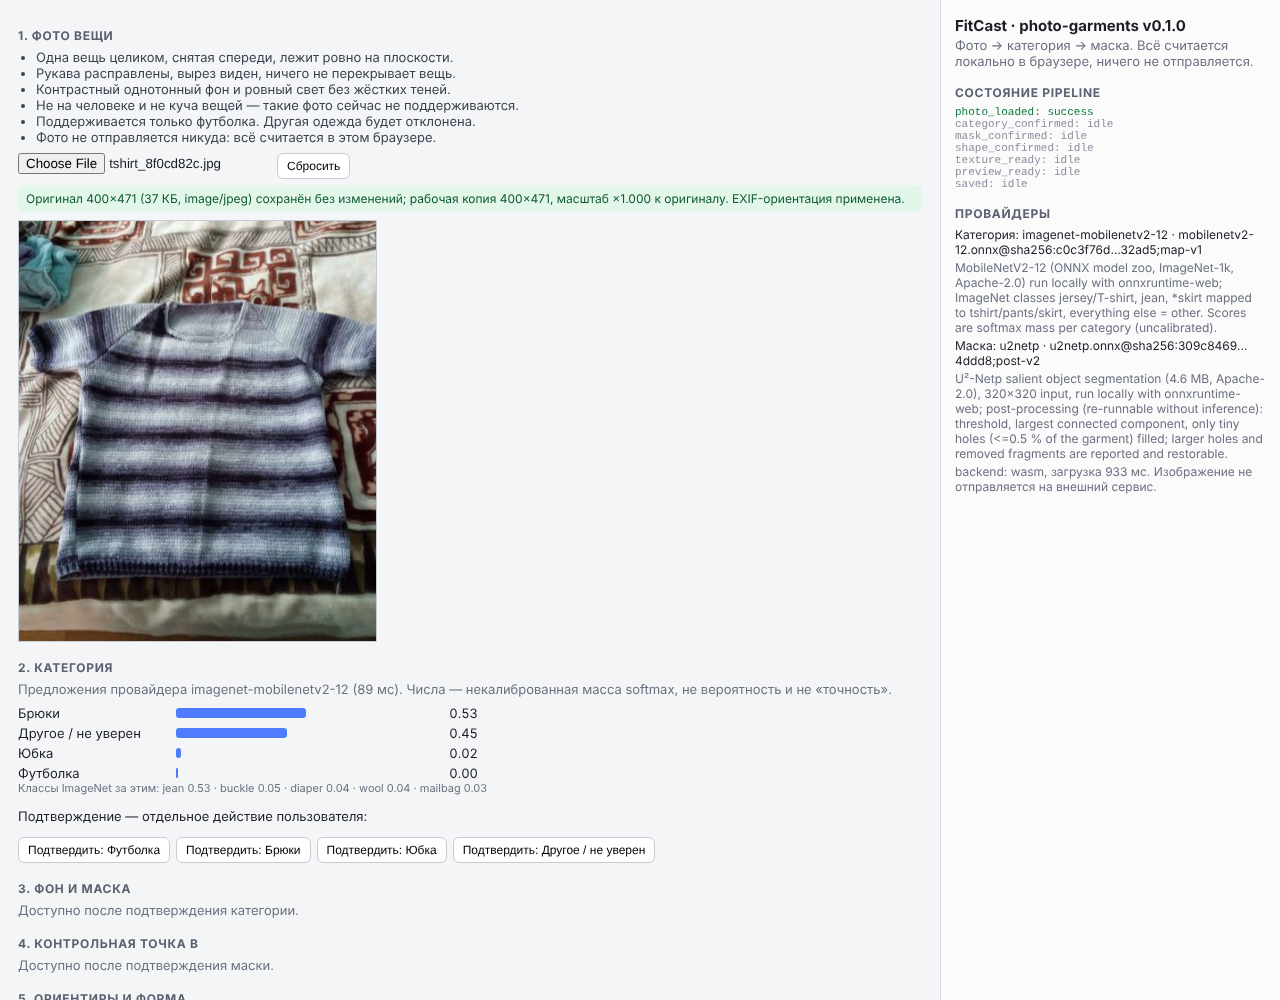 1. ФОТО ВЕЩИ
• Одна вещь целиком, снятая спереди, лежит ровно на плоскости.
• Рукава расправлены, вырез виден, ничего не перекрывает вещь.
• Контрастный однотонный фон и ровный свет без жёстких теней.
• Не на человеке и не куча вещей — такие фото сейчас не поддерживаются.
• Поддерживается только футболка. Другая одежда будет отклонена.
• Фото не отправляется никуда: всё считается в этом браузере.
Choose File tshirt_8f0cd82c.jpg Сбросить
Оригинал 400×471 (37 КБ, image/jpeg) сохранён без изменений; рабочая копия 400×471, масштаб ×1.000 к оригиналу. EXIF-ориентация применена.
2. КАТЕГОРИЯ
Предложения провайдера imagenet-mobilenetv2-12 (89 мс). Числа — некалиброванная масса softmax, не вероятность и не «точность».
Брюки 0.53
Другое / не уверен 0.45
Юбка 0.02
Футболка 0.00
Классы ImageNet за этим: jean 0.53 · buckle 0.05 · diaper 0.04 · wool 0.04 · mailbag 0.03
Подтверждение — отдельное действие пользователя:
Подтвердить: Футболка Подтвердить: Брюки Подтвердить: Юбка Подтвердить: Другое / не уверен
3. ФОН И МАСКА
Доступно после подтверждения категории.
4. КОНТРОЛЬНАЯ ТОЧКА B
Доступно после подтверждения маски.
5. ОРИЕНТИРЫ И ФОРМА
FitCast · photo-garments v0.1.0
Фото → категория → маска. Всё считается
локально в браузере, ничего не отправляется.
СОСТОЯНИЕ PIPELINE
photo_loaded: success
category_confirmed: idle
mask_confirmed: idle
shape_confirmed: idle
texture_ready: idle
preview_ready: idle
saved: idle
ПРОВАЙДЕРЫ
Категория: imagenet-mobilenetv2-12 · mobilenetv2-
12.onnx@sha256:c0c3f76d…32ad5;map-v1
MobileNetV2-12 (ONNX model zoo, ImageNet-1k,
Apache-2.0) run locally with onnxruntime-web;
ImageNet classes jersey/T-shirt, jean, *skirt mapped
to tshirt/pants/skirt, everything else = other. Scores
are softmax mass per category (uncalibrated).
Маска: u2netp · u2netp.onnx@sha256:309c8469…
4ddd8;post-v2
U²-Netp salient object segmentation (4.6 MB, Apache-
2.0), 320×320 input, run locally with onnxruntime-
web; post-processing (re-runnable without inference):
threshold, largest connected component, only tiny
holes (<=0.5 % of the garment) filled; larger holes and
removed fragments are reported and restorable.
backend: wasm, загрузка 933 мс. Изображение не
отправляется на внешний сервис.